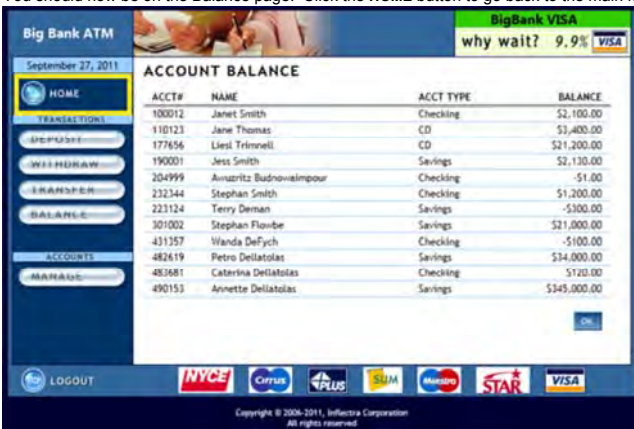 You should now be on the Balance page. Click the HOME button to go back to the main
Big Bank ATM
BigBank VISA
why wait? 9.9% VISA
September 27, 2011
HOME
TRANSACTIONS
DEPOSIT
WITHDRAW
TRANSFER
BALANCE
ACCOUNTS
MANAGE
ACCOUNT BALANCE
ACCT# NAME ACCT TYPE BALANCE
100012 Janet Smith Checking $2,100.00
110123 Jane Thomas CD $3,400.00
177656 Liesl Trimnell CD $21,200.00
190001 Jess Smith Savings $2,130.00
204999 Budnowaimpour Checking -$1.00
232344 Stephan Smith Checking $1,200.00
223124 Terry Deman Savings -$300.00
301002 Stephan Flowbe Savings $21,000.00
431357 Wanda DeFych Checking -$100.00
482619 Petro Dellatolas Savings $34,000.00
483681 Caterina Dellatolas Checking $120.00
490153 Annette Dellatolas Savings $345,000.00
OK
LOGOUT
NYCE Cirrus PLUS SUM Maestro STAR VISA
Copyright © 2006-2011, Inflectra Corporation
All rights reserved